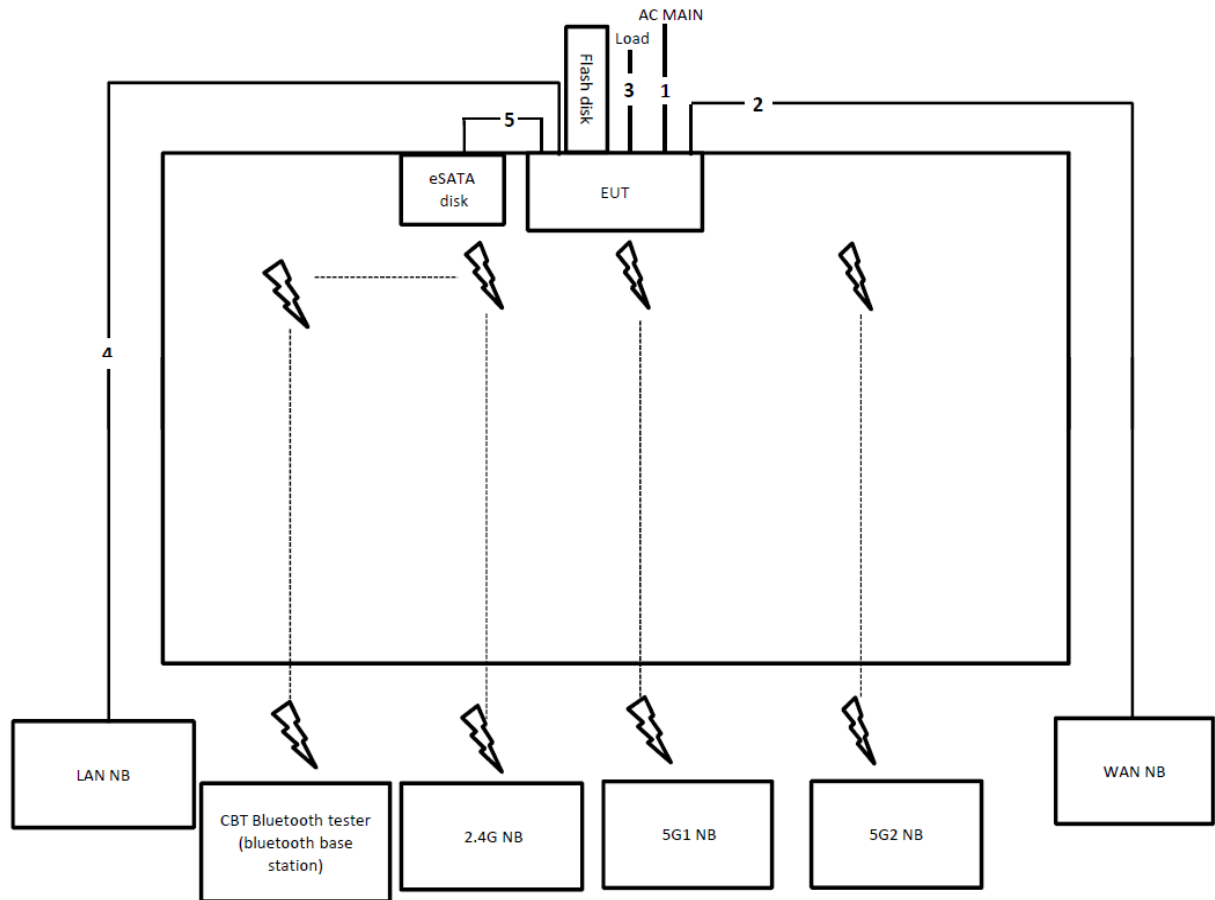 AC MAIN
Load
Flash disk
3
1
2
5
eSATA
disk
EUT
4
LAN NB
WAN NB
CBT Bluetooth tester
(bluetooth base
station)
2.4G NB
5G1 NB
5G2 NB